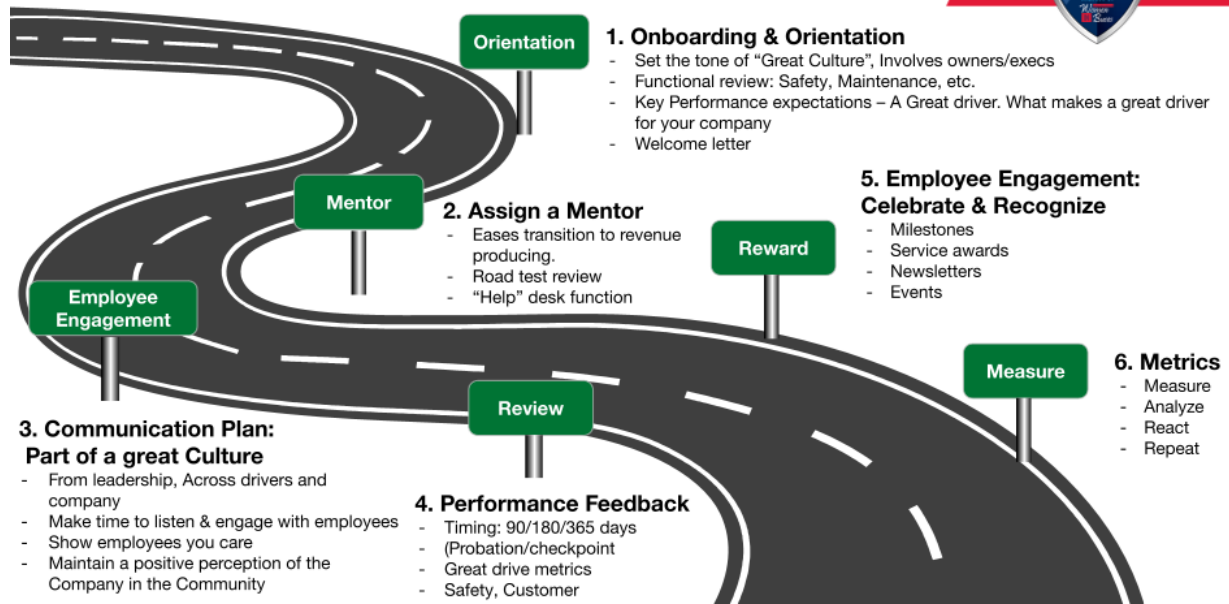 Women
in Buses
Orientation
1. Onboarding & Orientation
- Set the tone of “Great Culture”, Involves owners/execs
- Functional review: Safety, Maintenance, etc.
- Key Performance expectations – A Great driver. What makes a great driver
for your company
- Welcome letter
Mentor
2. Assign a Mentor
- Eases transition to revenue
producing.
- Road test review
- “Help” desk function
Employee
Engagement
3. Communication Plan:
Part of a great Culture
- From leadership, Across drivers and
company
- Make time to listen & engage with employees
- Show employees you care
- Maintain a positive perception of the
Company in the Community
Review
4. Performance Feedback
- Timing: 90/180/365 days
- (Probation/checkpoint
- Great drive metrics
- Safety, Customer
Reward
5. Employee Engagement:
Celebrate & Recognize
- Milestones
- Service awards
- Newsletters
- Events
Measure
6. Metrics
- Measure
- Analyze
- React
- Repeat